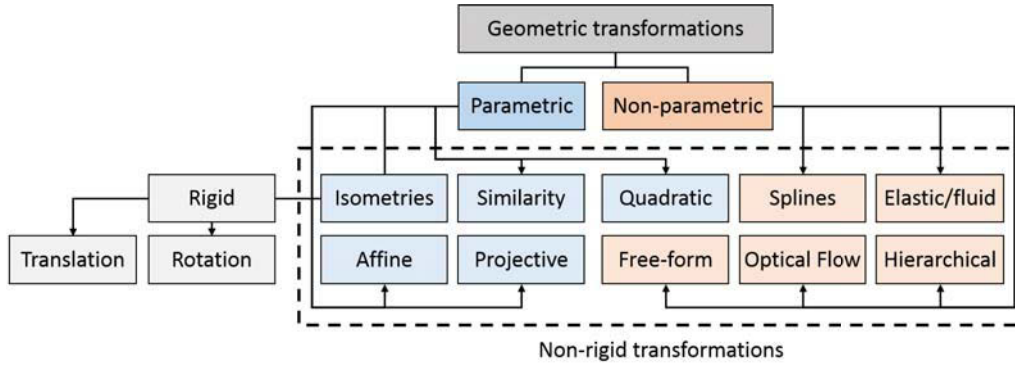 Geometric transformations
Parametric
Non-parametric
Rigid
Isometries
Similarity
Quadratic
Splines
Elastic/fluid
Translation
Rotation
Affine
Projective
Free-form
Optical Flow
Hierarchical
Non-rigid transformations